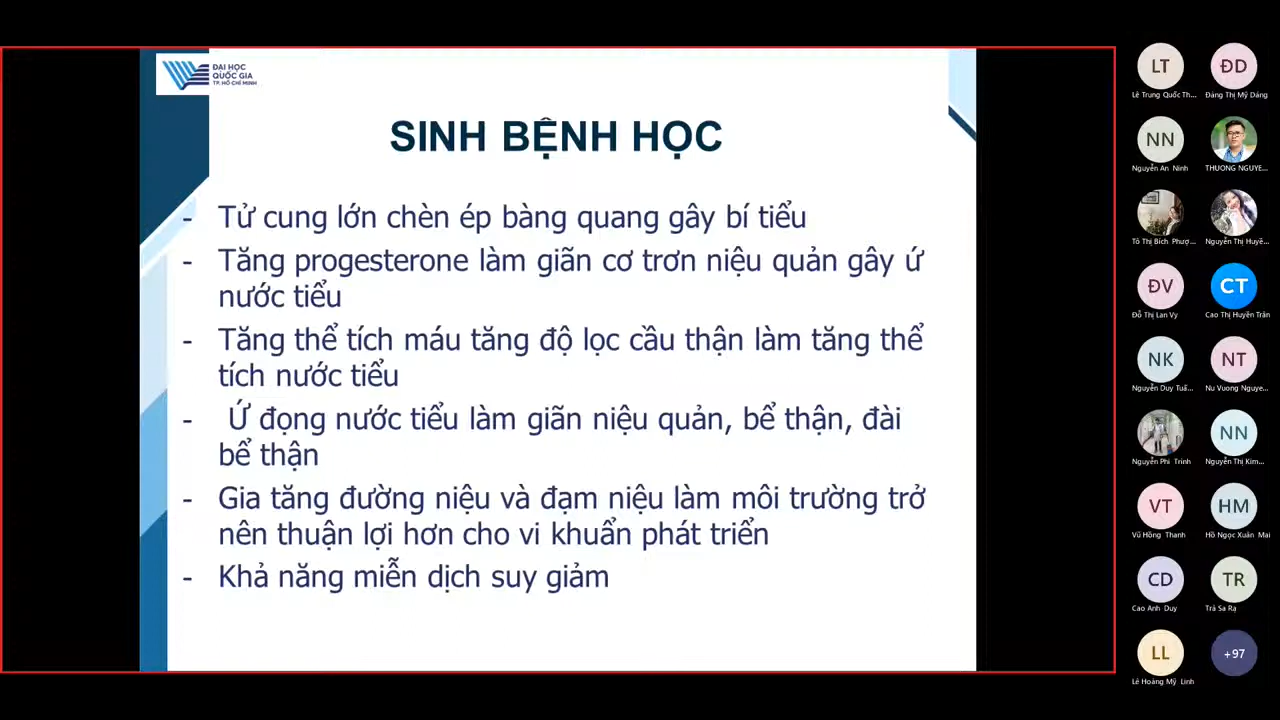 ĐẠI HỌC
QUỐC GIA
TP. HỒ CHÍ MINH
SINH BỆNH HỌC
- Tử cung lớn chèn ép bàng quang gây bí tiểu
- Tăng progesterone làm giãn cơ trơn niệu quản gây ứ
nước tiểu
- Tăng thể tích máu tăng độ lọc cầu thận làm tăng thể
tích nước tiểu
- Ứ đọng nước tiểu làm giãn niệu quản, bể thận, đài
bể thận
- Gia tăng đường niệu và đạm niệu làm môi trường trở
nên thuận lợi hơn cho vi khuẩn phát triển
- Khả năng miễn dịch suy giảm
LT
ĐD
Lê Trung Quốc Th...
Đàng Thị Mỹ Dáng
NN
Nguyễn An Ninh
THUONG NGUYE...
Tô Thị Bích Phượ...
Nguyễn Thị Huyề...
ĐV
CT
Đỗ Thị Lan Vy
Cao Thị Huyền Trân
NK
NT
Nguyễn Duy Tuấ...
Nu Vuong Nguye...
NN
Nguyễn Phi Trinh
Nguyễn Thị Kim...
VT
HM
Vũ Hồng Thanh
Hồ Ngọc Xuân Mai
CD
TR
Cao Anh Duy
Trà Sa Rạ
LL
+97
Lê Hoàng Mỹ Linh